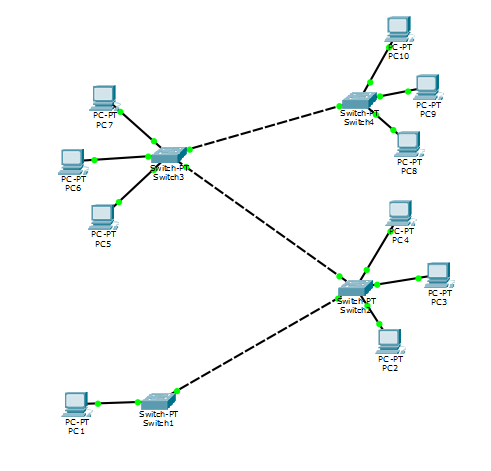 PC-PT
PC10
PC-PT
PC7
PC-PT
PC9
Switch-PT
Switch4
PC-PT
PC8
Switch-PT
Switch3
PC-PT
PC6
PC-PT
PC5
PC-PT
PC4
PC-PT
PC3
Switch-PT
Switch2
PC-PT
PC2
Switch-PT
Switch1
PC-PT
PC1